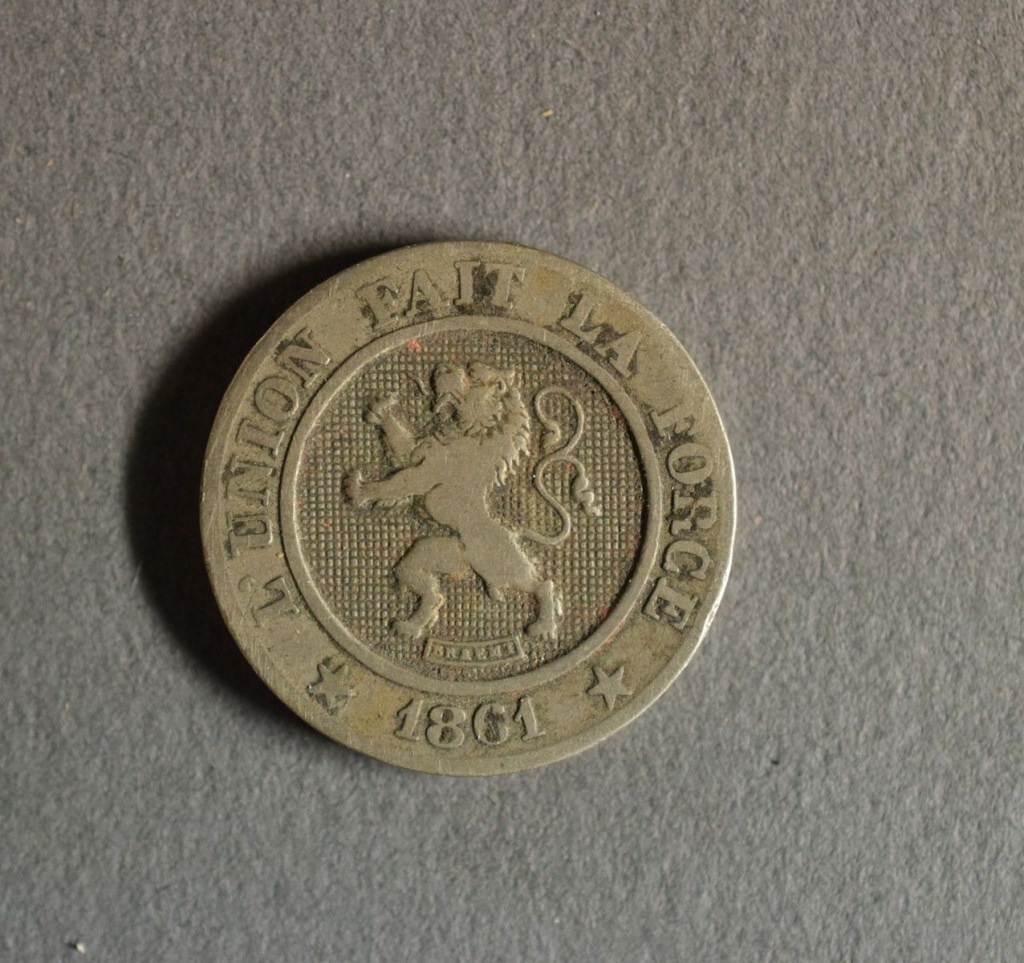 L'UNION FAIT LA FORCE
1861